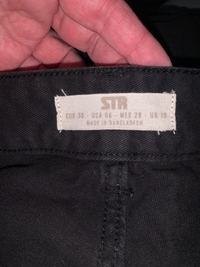 STR
EUR 38 - USA 06 - MEX 28 - UK 10
MADE IN BANGLADESH